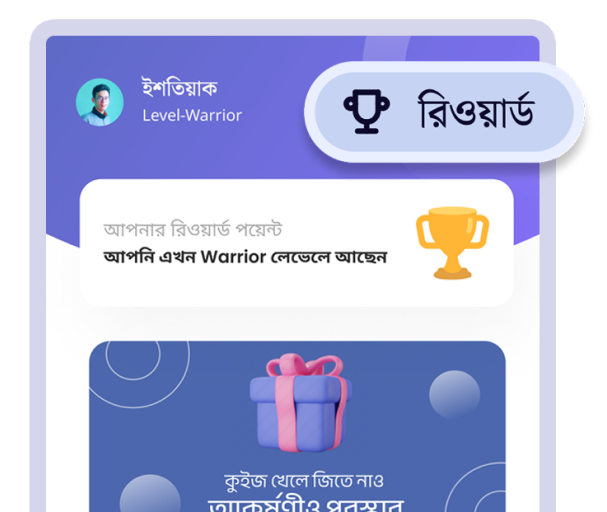 ইশতিয়াক
Level-Warrior
রিওয়ার্ড
আপনার রিওয়ার্ড পয়েন্ট
আপনি এখন Warrior লেভেলে আছেন
কুইজ খেলে জিতে নাও
আকর্ষণীও পুরস্কার